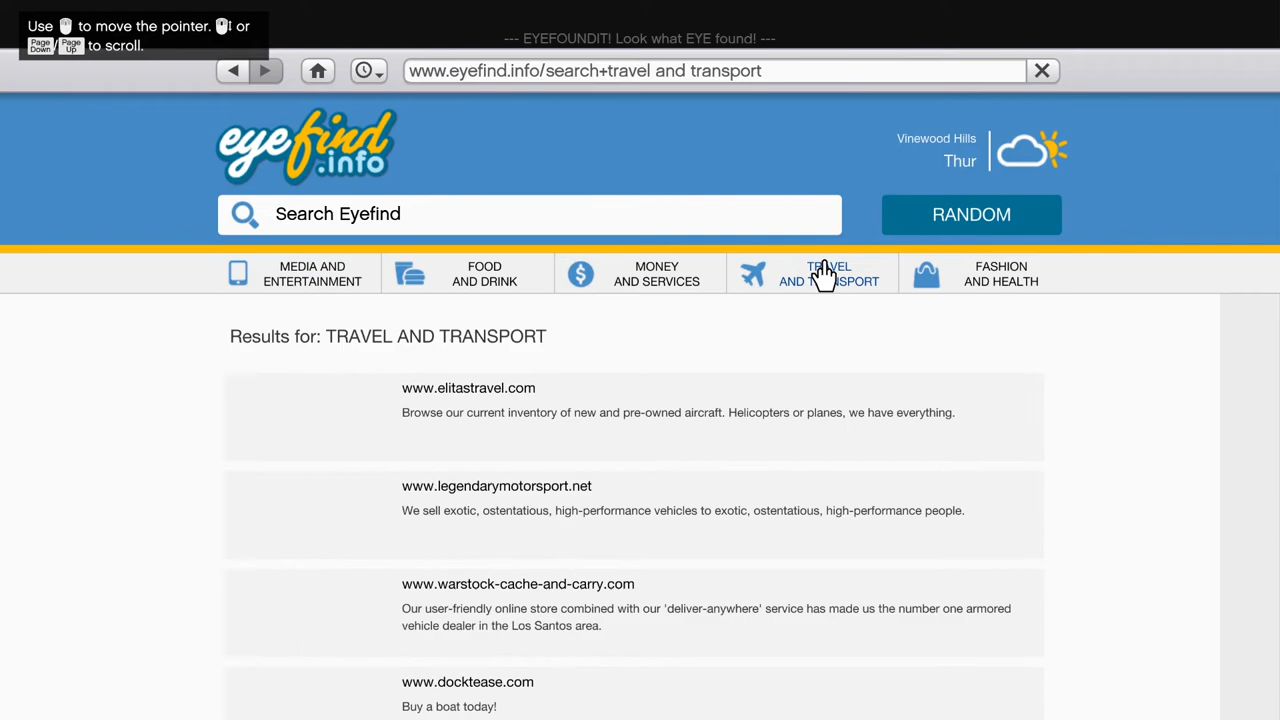 Use to move the pointer. or
Page Down / Page Up to scroll.
--- EYEFOUNDIT! Look what EYE found! ---
www.eyefind.info/search+travel and transport
eyefind
.info
Vinewood Hills
Thur
Search Eyefind
RANDOM
MEDIA AND
ENTERTAINMENT
FOOD
AND DRINK
MONEY
AND SERVICES
TRAVEL
AND TRANSPORT
FASHION
AND HEALTH
Results for: TRAVEL AND TRANSPORT
www.elitastravel.com
Browse our current inventory of new and pre-owned aircraft. Helicopters or planes, we have everything.
www.legendarymotorsport.net
We sell exotic, ostentatious, high-performance vehicles to exotic, ostentatious, high-performance people.
www.warstock-cache-and-carry.com
Our user-friendly online store combined with our 'deliver-anywhere' service has made us the number one armored
vehicle dealer in the Los Santos area.
www.docktease.com
Buy a boat today!